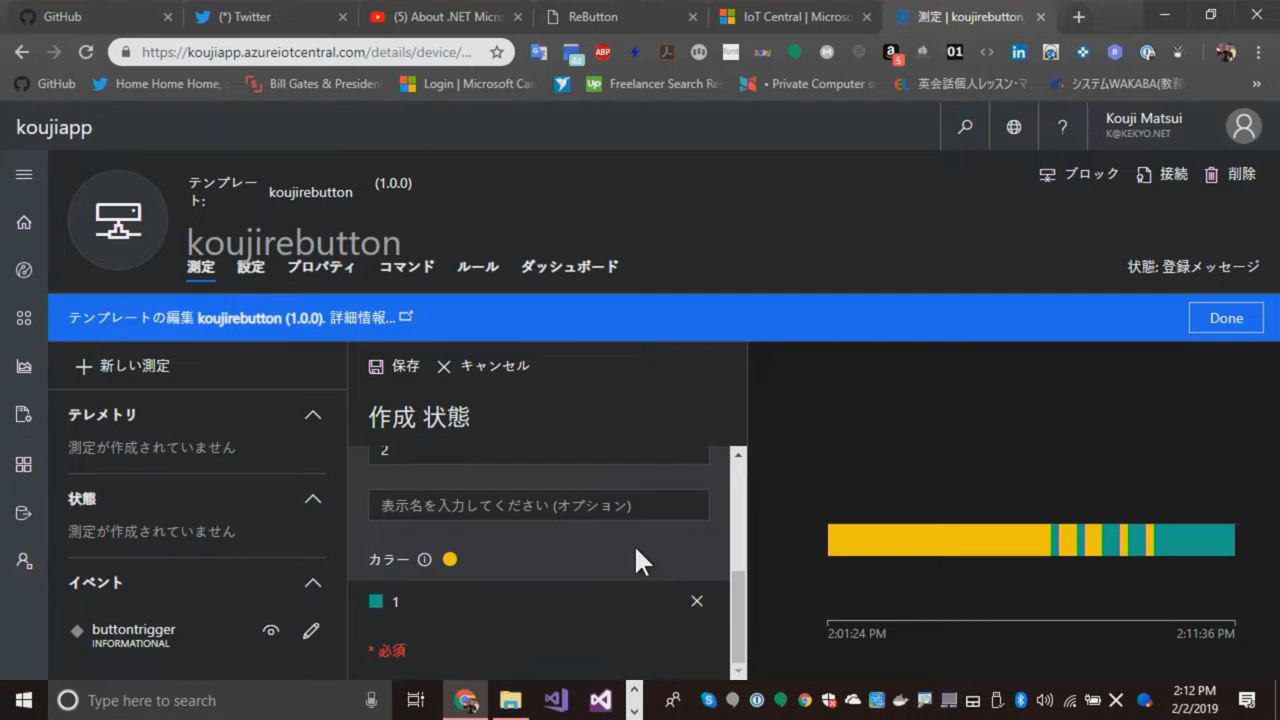 GitHub
(*) Twitter
(5) About .NET Micro
ReButton
IoT Central | Microso
測定 | koujirebutton,
https://koujiapp.azureiotcentral.com/details/device/...
GitHub
Home Home Home,
Bill Gates & Presiden
Login | Microsoft Car
Freelancer Search Re
• Private Computer s
英会話個人レッスン・マ
システムWAKABA(教務
»
koujiapp
Kouji Matsui
K@KEKYO.NET
テンプレー
ト:
koujirebutton
(1.0.0)
ブロック
接続
削除
koujirebutton
測定
設定
プロパティ
コマンド
ルール
ダッシュボード
状態: 登録メッセージ
テンプレートの編集 koujirebutton (1.0.0). 詳細情報...
Done
新しい測定
保存
キャンセル
テレメトリ
測定が作成されていません
状態
測定が作成されていません
イベント
buttontrigger
INFORMATIONAL
作成 状態
2
表示名を入力してください (オプション)
カラー
1
* 必須
2:01:24 PM
2:11:36 PM
Type here to search
2:12 PM
2/2/2019